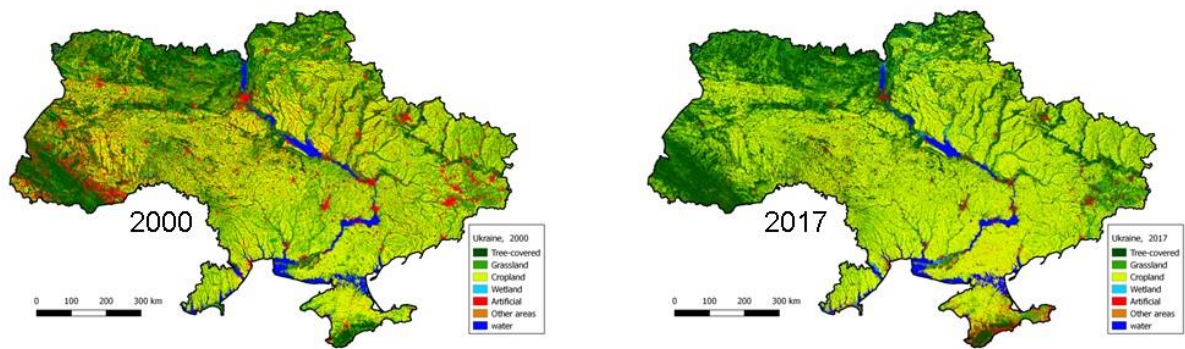 2000
Ukraine, 2000
Tree-covered
Grassland
Cropland
Wetland
Artificial
Other areas
water
0 100 200 300 km
2017
Ukraine, 2017
Tree-covered
Grassland
Cropland
Wetland
Artificial
Other areas
water
0 100 200 300 km